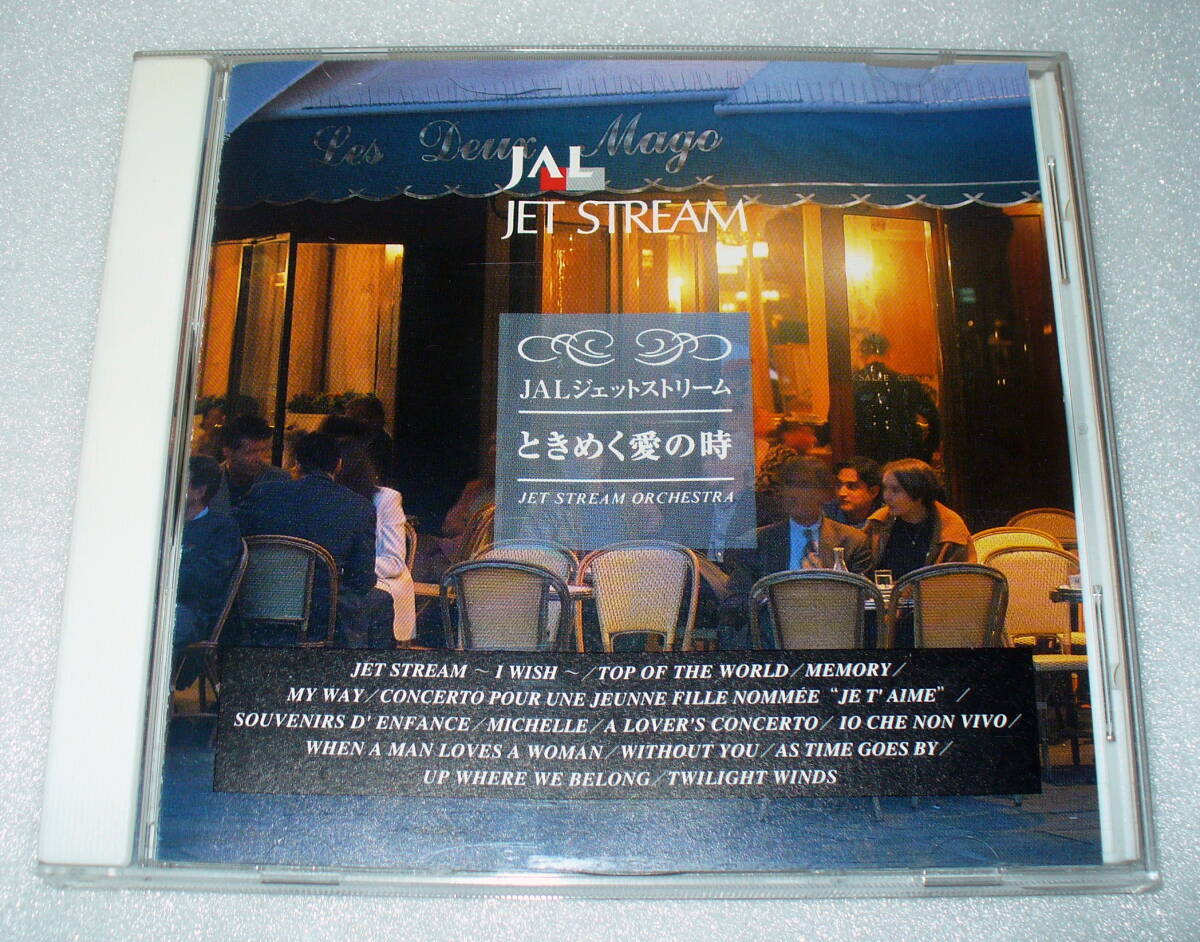 Les Deux Mago
JAL
JET STREAM
JALジェットストリーム
ときめく愛の時
JET STREAM ORCHESTRA
JET STREAM ～ I WISH ～/TOP OF THE WORLD/MEMORY/
MY WAY/CONCERTO POUR UNE JEUNNE FILLE NOMMÉE “JE T' AIME” /
SOUVENIRS D' ENFANCE/MICHELLE/A LOVER'S CONCERTO/IO CHE NON VIVO/
WHEN A MAN LOVES A WOMAN/WITHOUT YOU/AS TIME GOES BY/
UP WHERE WE BELONG/TWILIGHT WINDS